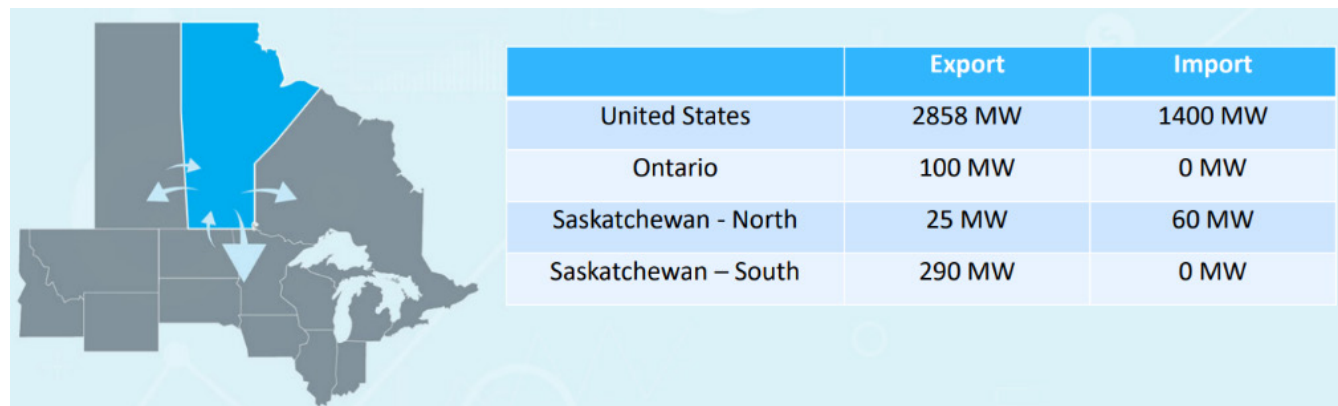 Export Import
United States 2858 MW 1400 MW
Ontario 100 MW 0 MW
Saskatchewan - North 25 MW 60 MW
Saskatchewan – South 290 MW 0 MW